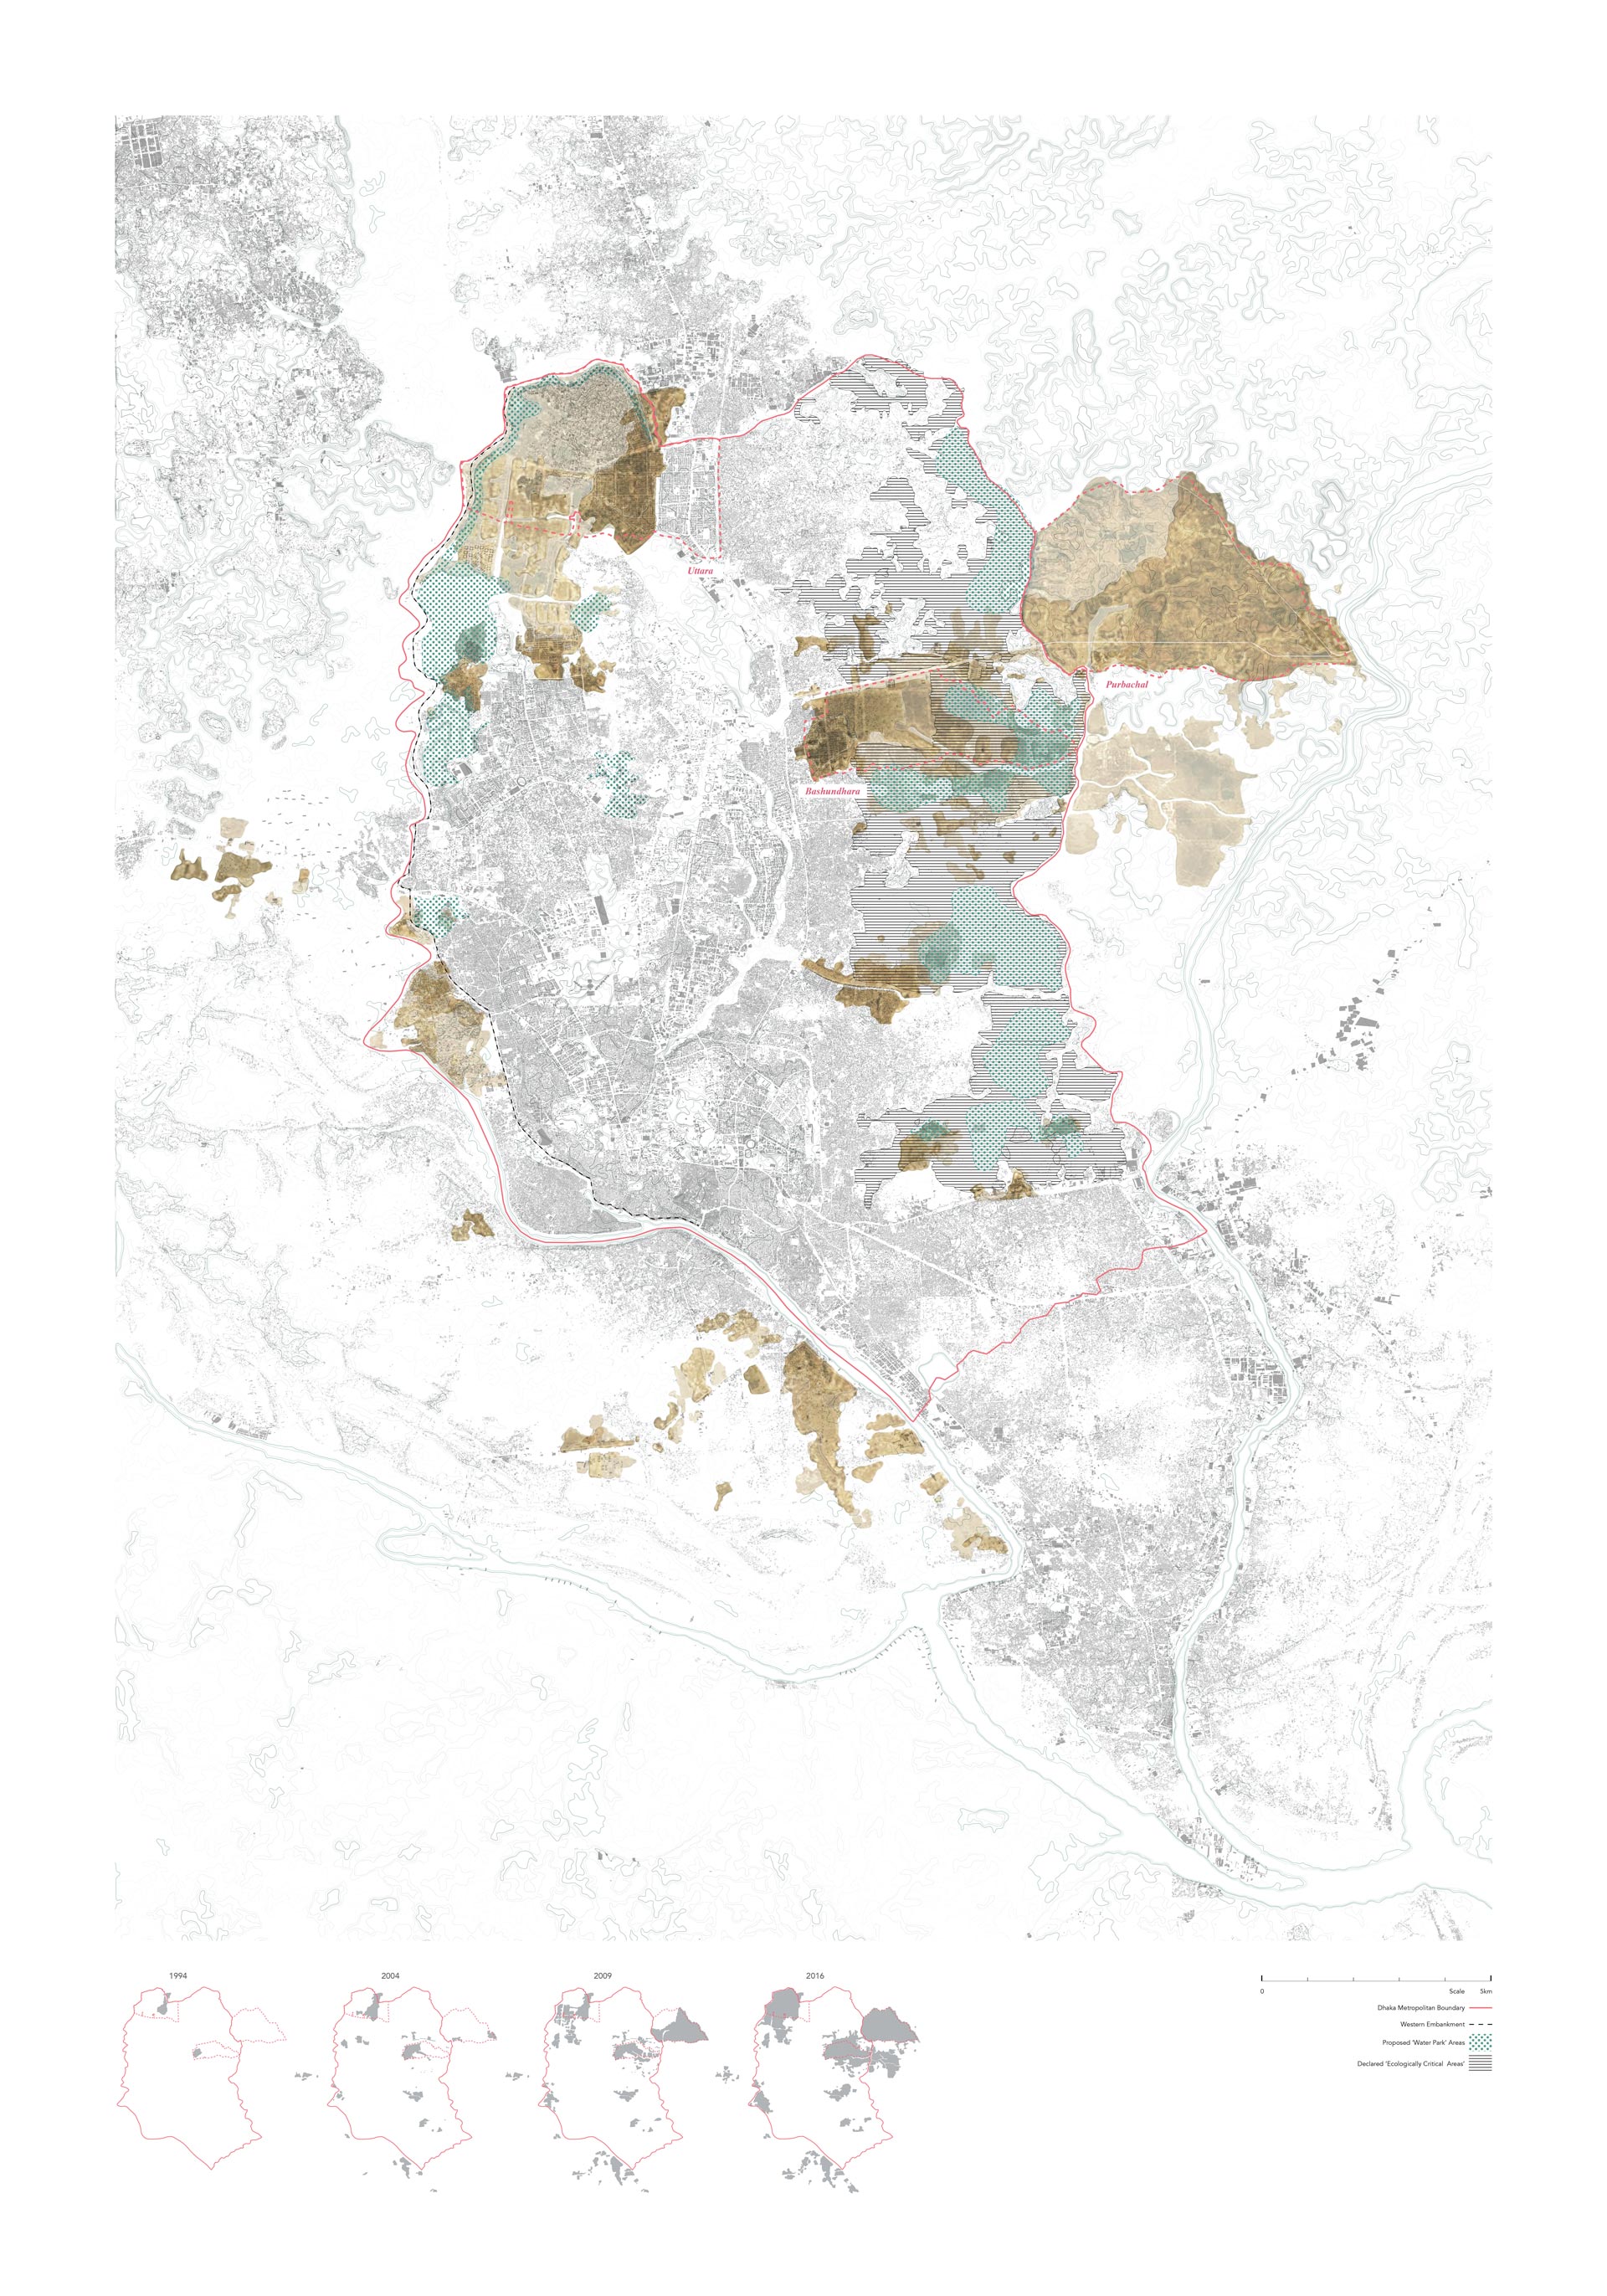 Uttara
Purbachal
Bashundhara
1994
2004
2009
2016
0 Scale 5km
Dhaka Metropolitan Boundary
Western Embankment
Proposed 'Water Park' Areas
Declared 'Ecologically Critical Areas'